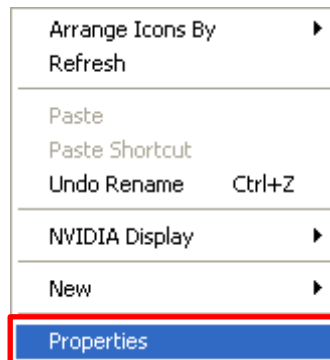 Arrange Icons By
Refresh
Paste
Paste Shortcut
Undo Rename Ctrl+Z
NVIDIA Display
New
Properties